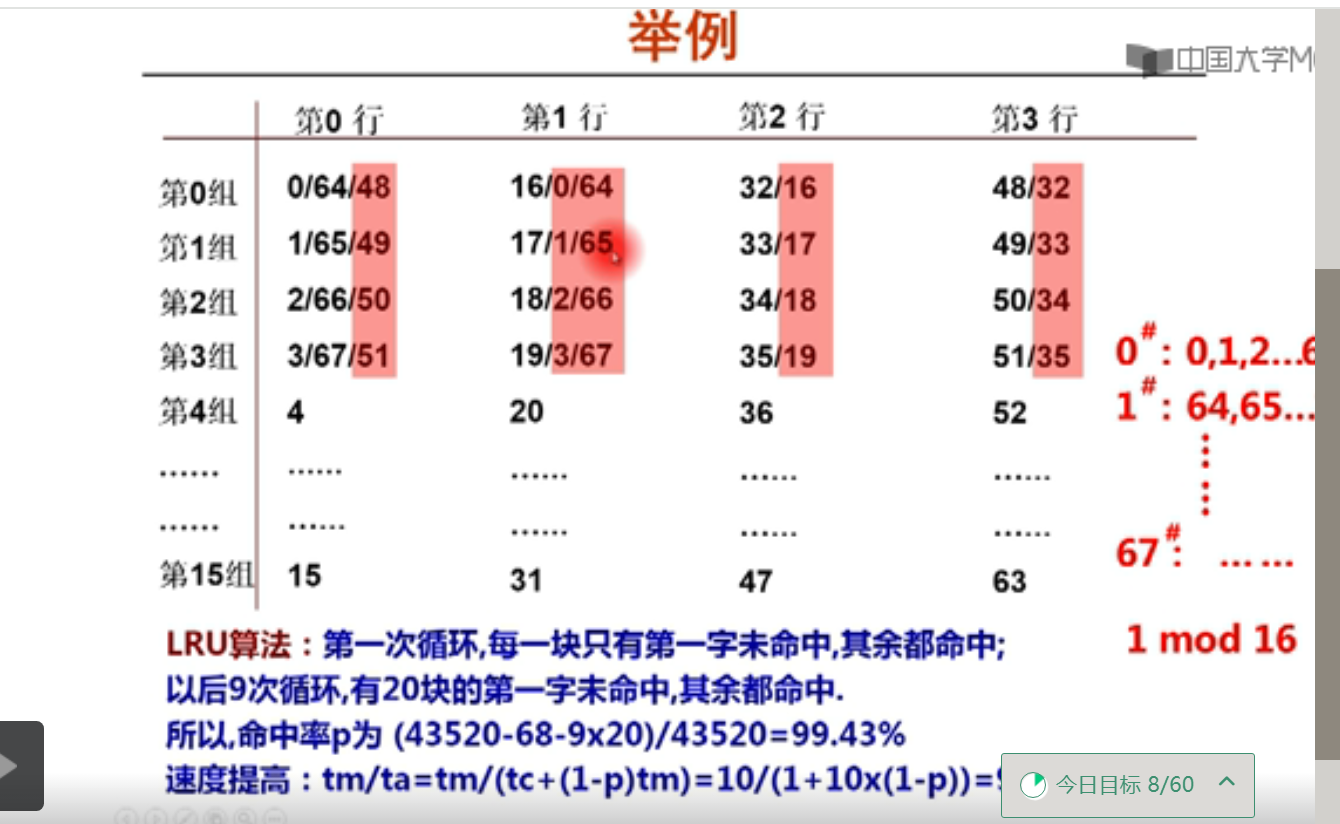 举例
中国大学M
第0 行 第1 行 第2 行 第3 行
第0组 0/64/48 16/0/64 32/16 48/32
第1组 1/65/49 17/1/65 33/17 49/33
第2组 2/66/50 18/2/66 34/18 50/34
第3组 3/67/51 19/3/67 35/19 51/35
第4组 4 20 36 52
...... ...... ...... ......
...... ...... ...... ......
第15组 15 31 47 63
0#: 0,1,2...6
1#: 64,65...
67#: ... ...
1 mod 16
LRU算法：第一次循环,每一块只有第一字未命中,其余都命中;
以后9次循环,有20块的第一字未命中,其余都命中.
所以,命中率p为 (43520-68-9x20)/43520=99.43%
速度提高：tm/ta=tm/(tc+(1-p)tm)=10/(1+10x(1-p))=
今日目标 8/60